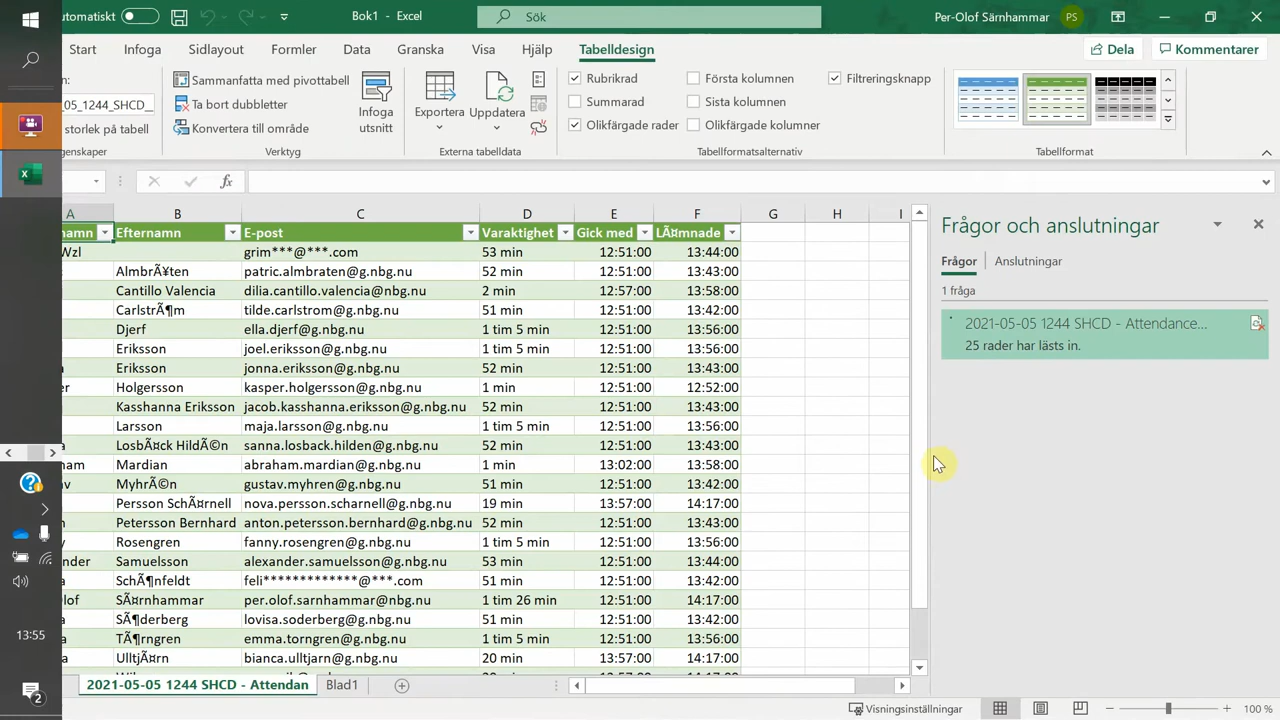 utomatiskt
Bok1 - Excel
Sök
Per-Olof Särnhammar
PS
Start Infoga Sidlayout Formler Data Granska Visa Hjälp Tabelldesign
Dela
Kommentarer
n:
_05_1244_SHCD_
storlek på tabell
genskaper
Sammanfatta med pivottabell
Ta bort dubbletter
Konvertera till område
Verktyg
Infoga utsnitt
Exportera
Uppdatera
Externa tabelldata
Rubrikrad
Summarad
Olikfärgade rader
Första kolumnen
Sista kolumnen
Olikfärgade kolumner
Filtreringsknapp
Tabellformatsalternativ
Tabellformat
fx
A B C D E F G H I
namn Efternamn E-post Varaktighet Gick med LÃ¤mnade
Wzl grim***@***.com 53 min 12:51:00 13:44:00
AlmbrÃ¥ten patric.almbraten@g.nbg.nu 52 min 12:51:00 13:43:00
Cantillo Valencia dilia.cantillo.valencia@nbg.nu 2 min 12:57:00 13:58:00
CarlstrÃ¶m tilde.carlstrom@g.nbg.nu 51 min 12:51:00 13:42:00
Djerf ella.djerf@g.nbg.nu 1 tim 5 min 12:51:00 13:56:00
Eriksson joel.eriksson@g.nbg.nu 1 tim 5 min 12:51:00 13:56:00
Eriksson jonna.eriksson@g.nbg.nu 52 min 12:51:00 13:43:00
er Holgersson kasper.holgersson@g.nbg.nu 1 min 12:51:00 12:52:00
Kasshanna Eriksson jacob.kasshanna.eriksson@g.nbg.nu 52 min 12:51:00 13:43:00
Larsson maja.larsson@g.nbg.nu 1 tim 5 min 12:51:00 13:56:00
a LosbÃ¤ck HildÃ©n sanna.losback.hilden@g.nbg.nu 52 min 12:51:00 13:43:00
ham Mardian abraham.mardian@g.nbg.nu 1 min 13:02:00 13:58:00
av MyhrÃ©n gustav.myhren@g.nbg.nu 51 min 12:51:00 13:42:00
Persson SchÃ¤rnell nova.persson.scharnell@g.nbg.nu 19 min 13:57:00 14:17:00
n Petersson Bernhard anton.petersson.bernhard@g.nbg.nu 52 min 12:51:00 13:43:00
Rosengren fanny.rosengren@g.nbg.nu 1 tim 5 min 12:51:00 13:56:00
nder Samuelsson alexander.samuelsson@g.nbg.nu 53 min 12:51:00 13:44:00
a SchÃ¶nfeldt feli*************@***.com 51 min 12:51:00 13:42:00
olof SÃ¤rnhammar per.olof.sarnhammar@nbg.nu 1 tim 26 min 12:51:00 14:17:00
a SÃ¶derberg lovisa.soderberg@g.nbg.nu 51 min 12:51:00 13:42:00
a TÃ¶rngren emma.torngren@g.nbg.nu 1 tim 5 min 12:51:00 13:56:00
a UlltjÃ¤rn bianca.ulltjarn@g.nbg.nu 20 min 13:57:00 14:17:00
Frågor och anslutningar
Frågor Anslutningar
1 fråga
2021-05-05 1244 SHCD - Attendance...
25 rader har lästs in.
2021-05-05 1244 SHCD - Attendan
Blad1
Visningsinställningar
100 %
13:55
2